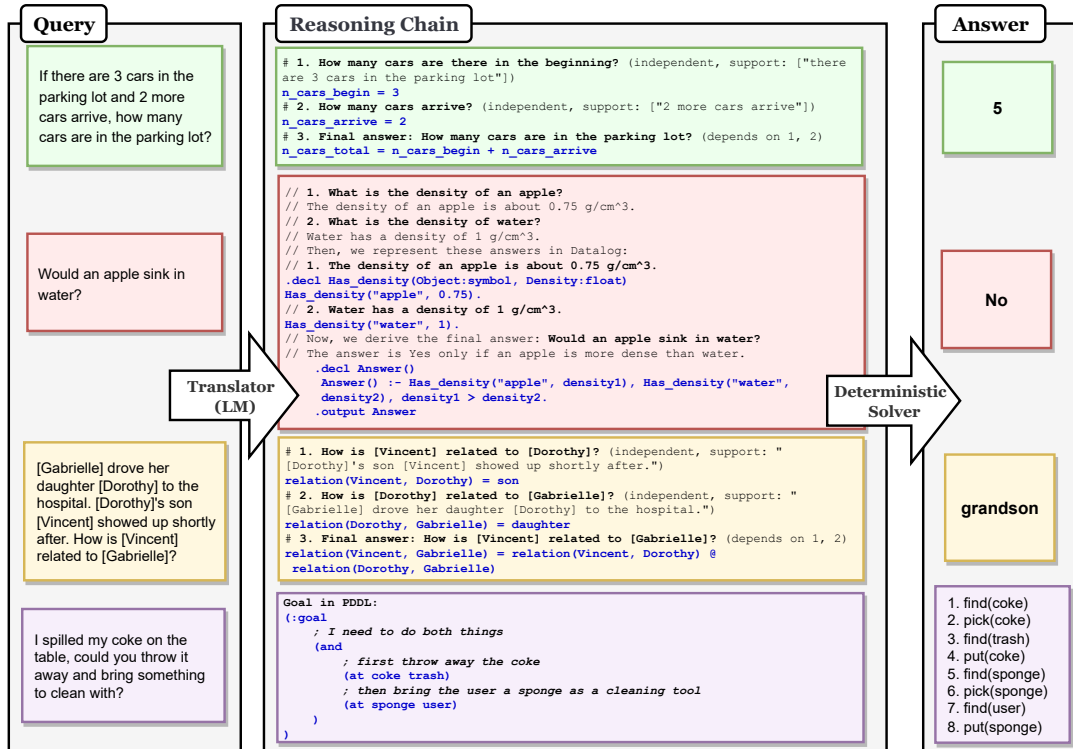 Query
Reasoning Chain
Answer
If there are 3 cars in the
parking lot and 2 more
cars arrive, how many
cars are in the parking lot?
# 1. How many cars are there in the beginning? (independent, support: ["there
are 3 cars in the parking lot"])
n_cars_begin = 3
# 2. How many cars arrive? (independent, support: ["2 more cars arrive"])
n_cars_arrive = 2
# 3. Final answer: How many cars are in the parking lot? (depends on 1, 2)
n_cars_total = n_cars_begin + n_cars_arrive
5
Would an apple sink in
water?
// 1. What is the density of an apple?
// The density of an apple is about 0.75 g/cm^3.
// 2. What is the density of water?
// Water has a density of 1 g/cm^3.
// Then, we represent these answers in Datalog:
// 1. The density of an apple is about 0.75 g/cm^3.
.decl Has_density(Object:symbol, Density:float)
Has_density("apple", 0.75).
// 2. Water has a density of 1 g/cm^3.
Has_density("water", 1).
// Now, we derive the final answer: Would an apple sink in water?
// The answer is Yes only if an apple is more dense than water.
.decl Answer()
Answer() :- Has_density("apple", density1), Has_density("water",
density2), density1 > density2.
.output Answer
No
Translator
(LM)
Deterministic
Solver
[Gabrielle] drove her
daughter [Dorothy] to the
hospital. [Dorothy]'s son
[Vincent] showed up shortly
after. How is [Vincent]
related to [Gabrielle]?
# 1. How is [Vincent] related to [Dorothy]? (independent, support: "
[Dorothy]'s son [Vincent] showed up shortly after.")
relation(Vincent, Dorothy) = son
# 2. How is [Dorothy] related to [Gabrielle]? (independent, support: "
[Gabrielle] drove her daughter [Dorothy] to the hospital.")
relation(Dorothy, Gabrielle) = daughter
# 3. Final answer: How is [Vincent] related to [Gabrielle]? (depends on 1, 2)
relation(Vincent, Gabrielle) = relation(Vincent, Dorothy) @
relation(Dorothy, Gabrielle)
grandson
I spilled my coke on the
table, could you throw it
away and bring something
to clean with?
Goal in PDDL:
(:goal
; I need to do both things
(and
; first throw away the coke
(at coke trash)
; then bring the user a sponge as a cleaning tool
(at sponge user)
)
)
1. find(coke)
2. pick(coke)
3. find(trash)
4. put(coke)
5. find(sponge)
6. pick(sponge)
7. find(user)
8. put(sponge)